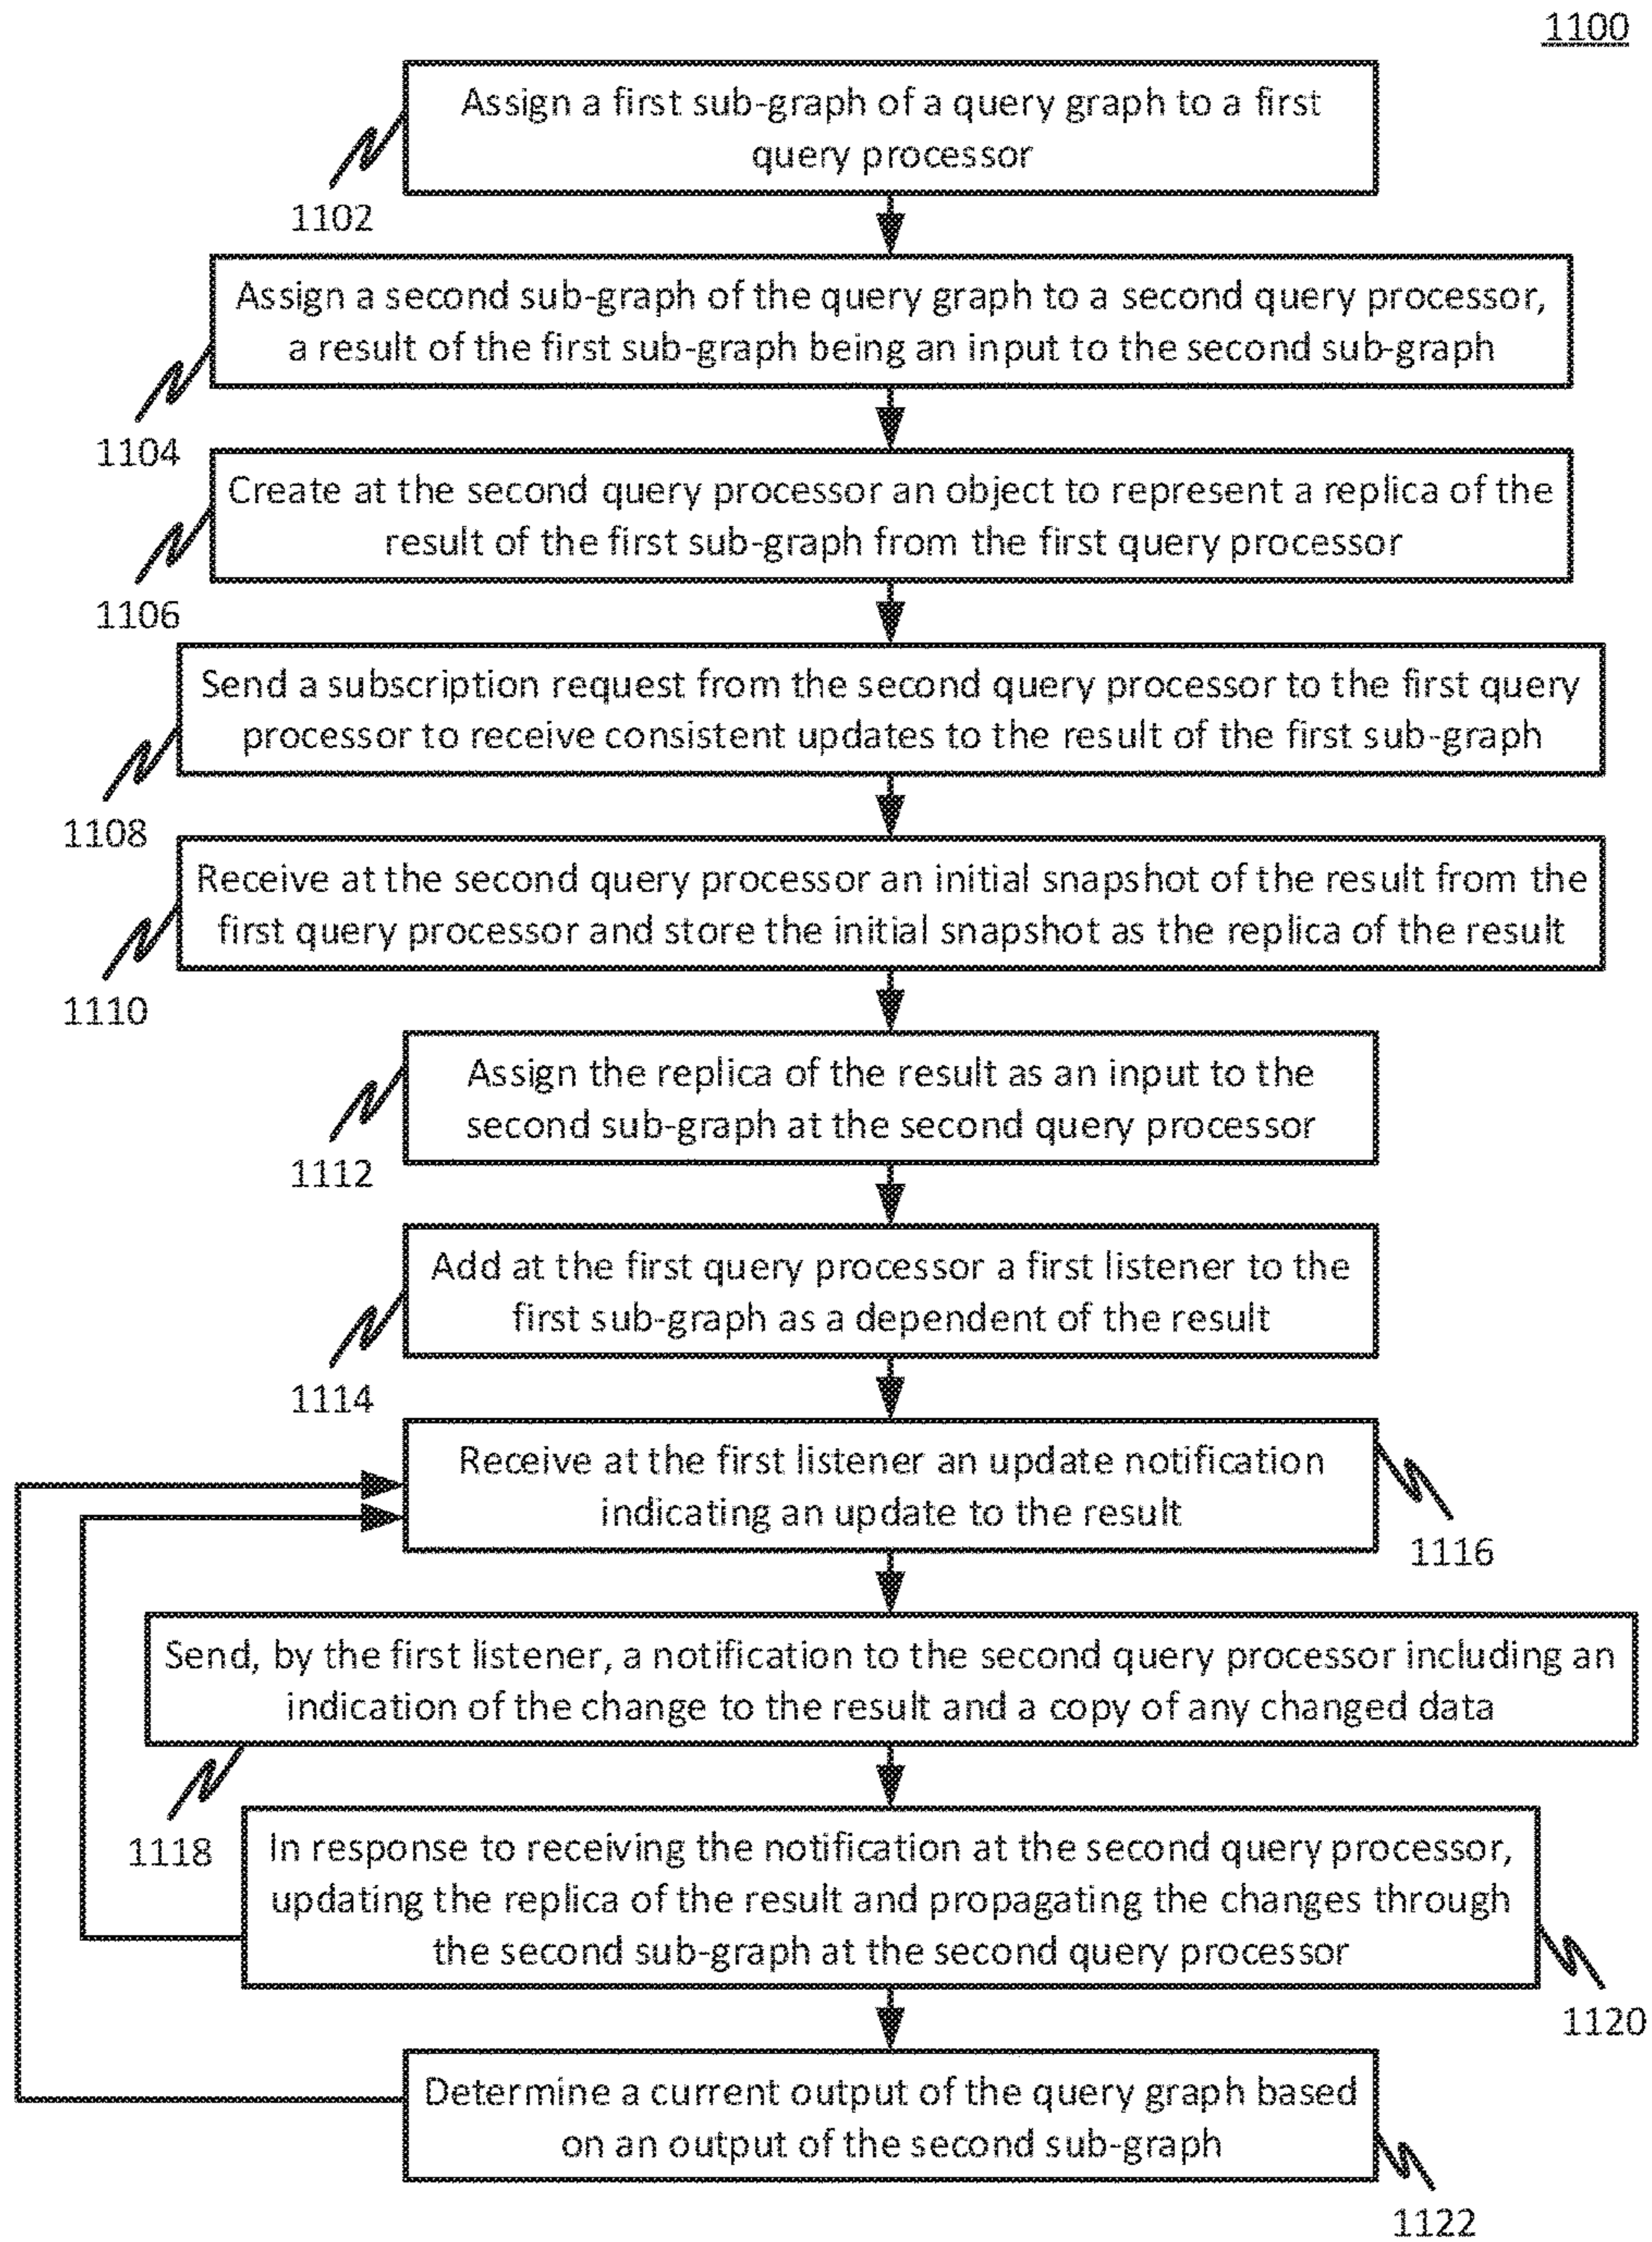 1100
Assign a first sub-graph of a query graph to a first
query processor
1102
Assign a second sub-graph of the query graph to a second query processor,
a result of the first sub-graph being an input to the second sub-graph
1104
Create at the second query processor an object to represent a replica of the
result of the first sub-graph from the first query processor
1106
Send a subscription request from the second query processor to the first query
processor to receive consistent updates to the result of the first sub-graph
1108
Receive at the second query processor an initial snapshot of the result from the
first query processor and store the initial snapshot as the replica of the result
1110
Assign the replica of the result as an input to the
second sub-graph at the second query processor
1112
Add at the first query processor a first listener to the
first sub-graph as a dependent of the result
1114
Receive at the first listener an update notification
indicating an update to the result
1116
Send, by the first listener, a notification to the second query processor including an
indication of the change to the result and a copy of any changed data
1118
In response to receiving the notification at the second query processor,
updating the replica of the result and propagating the changes through
the second sub-graph at the second query processor
1120
Determine a current output of the query graph based
on an output of the second sub-graph
1122